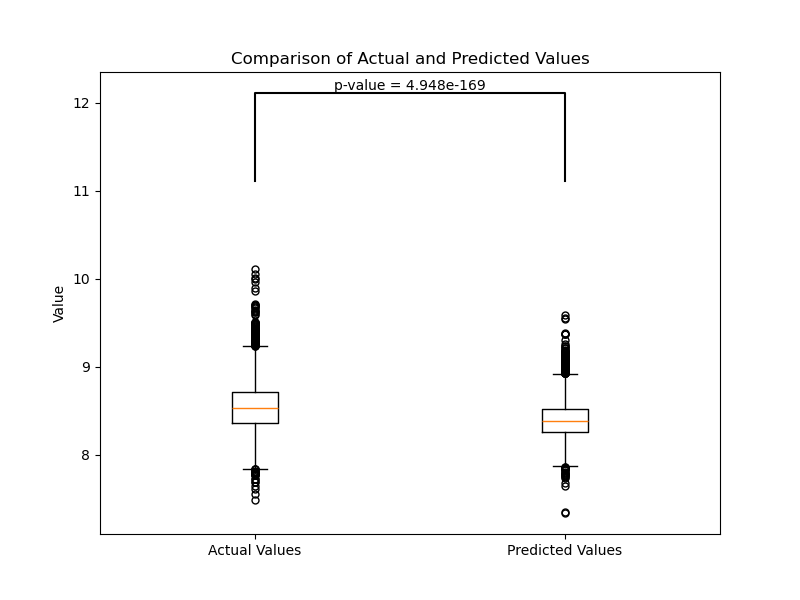 Comparison of Actual and Predicted Values
p-value = 4.948e-169
12
11
10
9
8
Value
Actual Values
Predicted Values